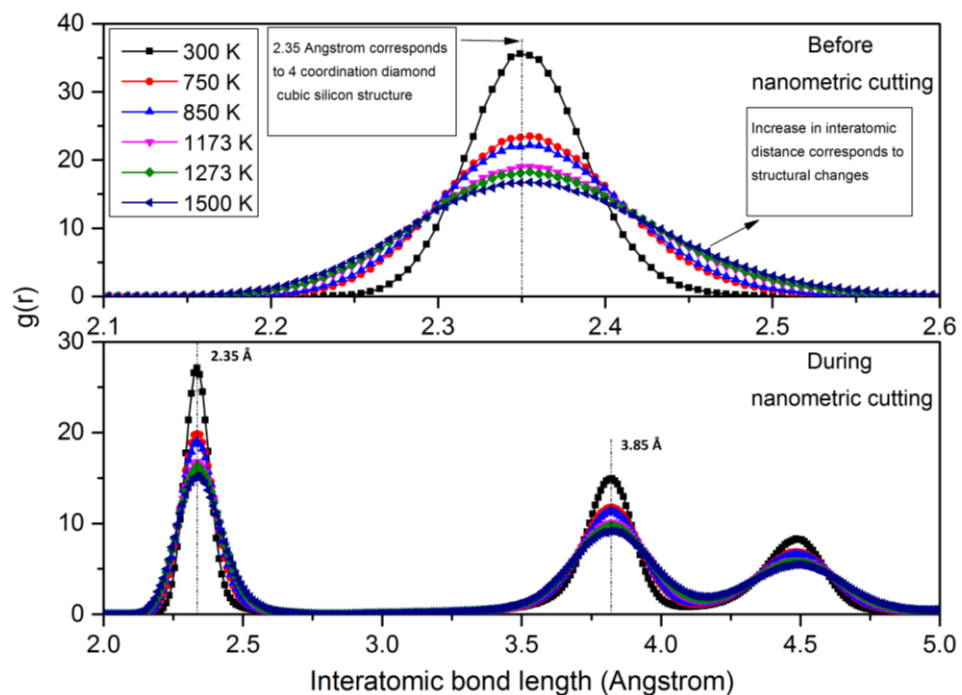 40
30
20
10
0
300 K
750 K
850 K
1173 K
1273 K
1500 K
2.35 Angstrom corresponds
to 4 coordination diamond
cubic silicon structure
Before
nanometric cutting
Increase in interatomic
distance corresponds to
structural changes
2.1 2.2 2.3 2.4 2.5 2.6
g(r)
30
20
10
0
2.35 Å
3.85 Å
During
nanometric cutting
2.0 2.5 3.0 3.5 4.0 4.5 5.0
Interatomic bond length (Angstrom)